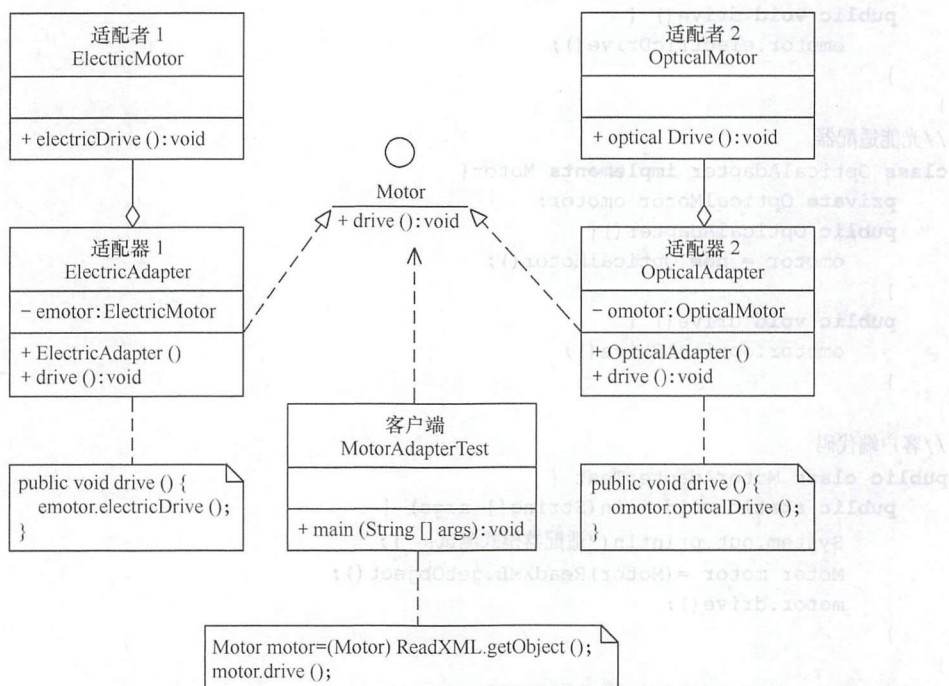 适配者 1
ElectricMotor
+ electricDrive ():void
适配者 2
OpticalMotor
+ optical Drive ():void
Motor
+ drive ():void
适配器 1
ElectricAdapter
− emotor:ElectricMotor
+ ElectricAdapter ()
+ drive ():void
适配器 2
OpticalAdapter
− omotor:OpticalMotor
+ OpticalAdapter ()
+ drive ():void
客户端
MotorAdapterTest
+ main (String [] args):void
public void drive () {
emotor.electricDrive ();
}
public void drive () {
omotor.opticalDrive ();
}
Motor motor=(Motor) ReadXML.getObject ();
motor.drive ();